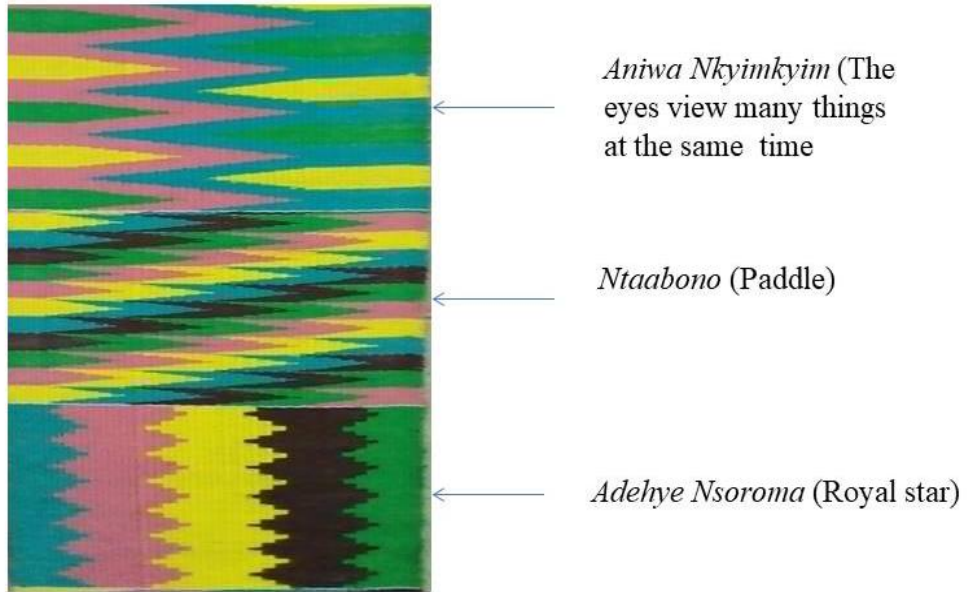 Aniwa Nkyimkyim (The
eyes view many things
at the same  time
Ntaabono (Paddle)
Adehye Nsoroma (Royal star)